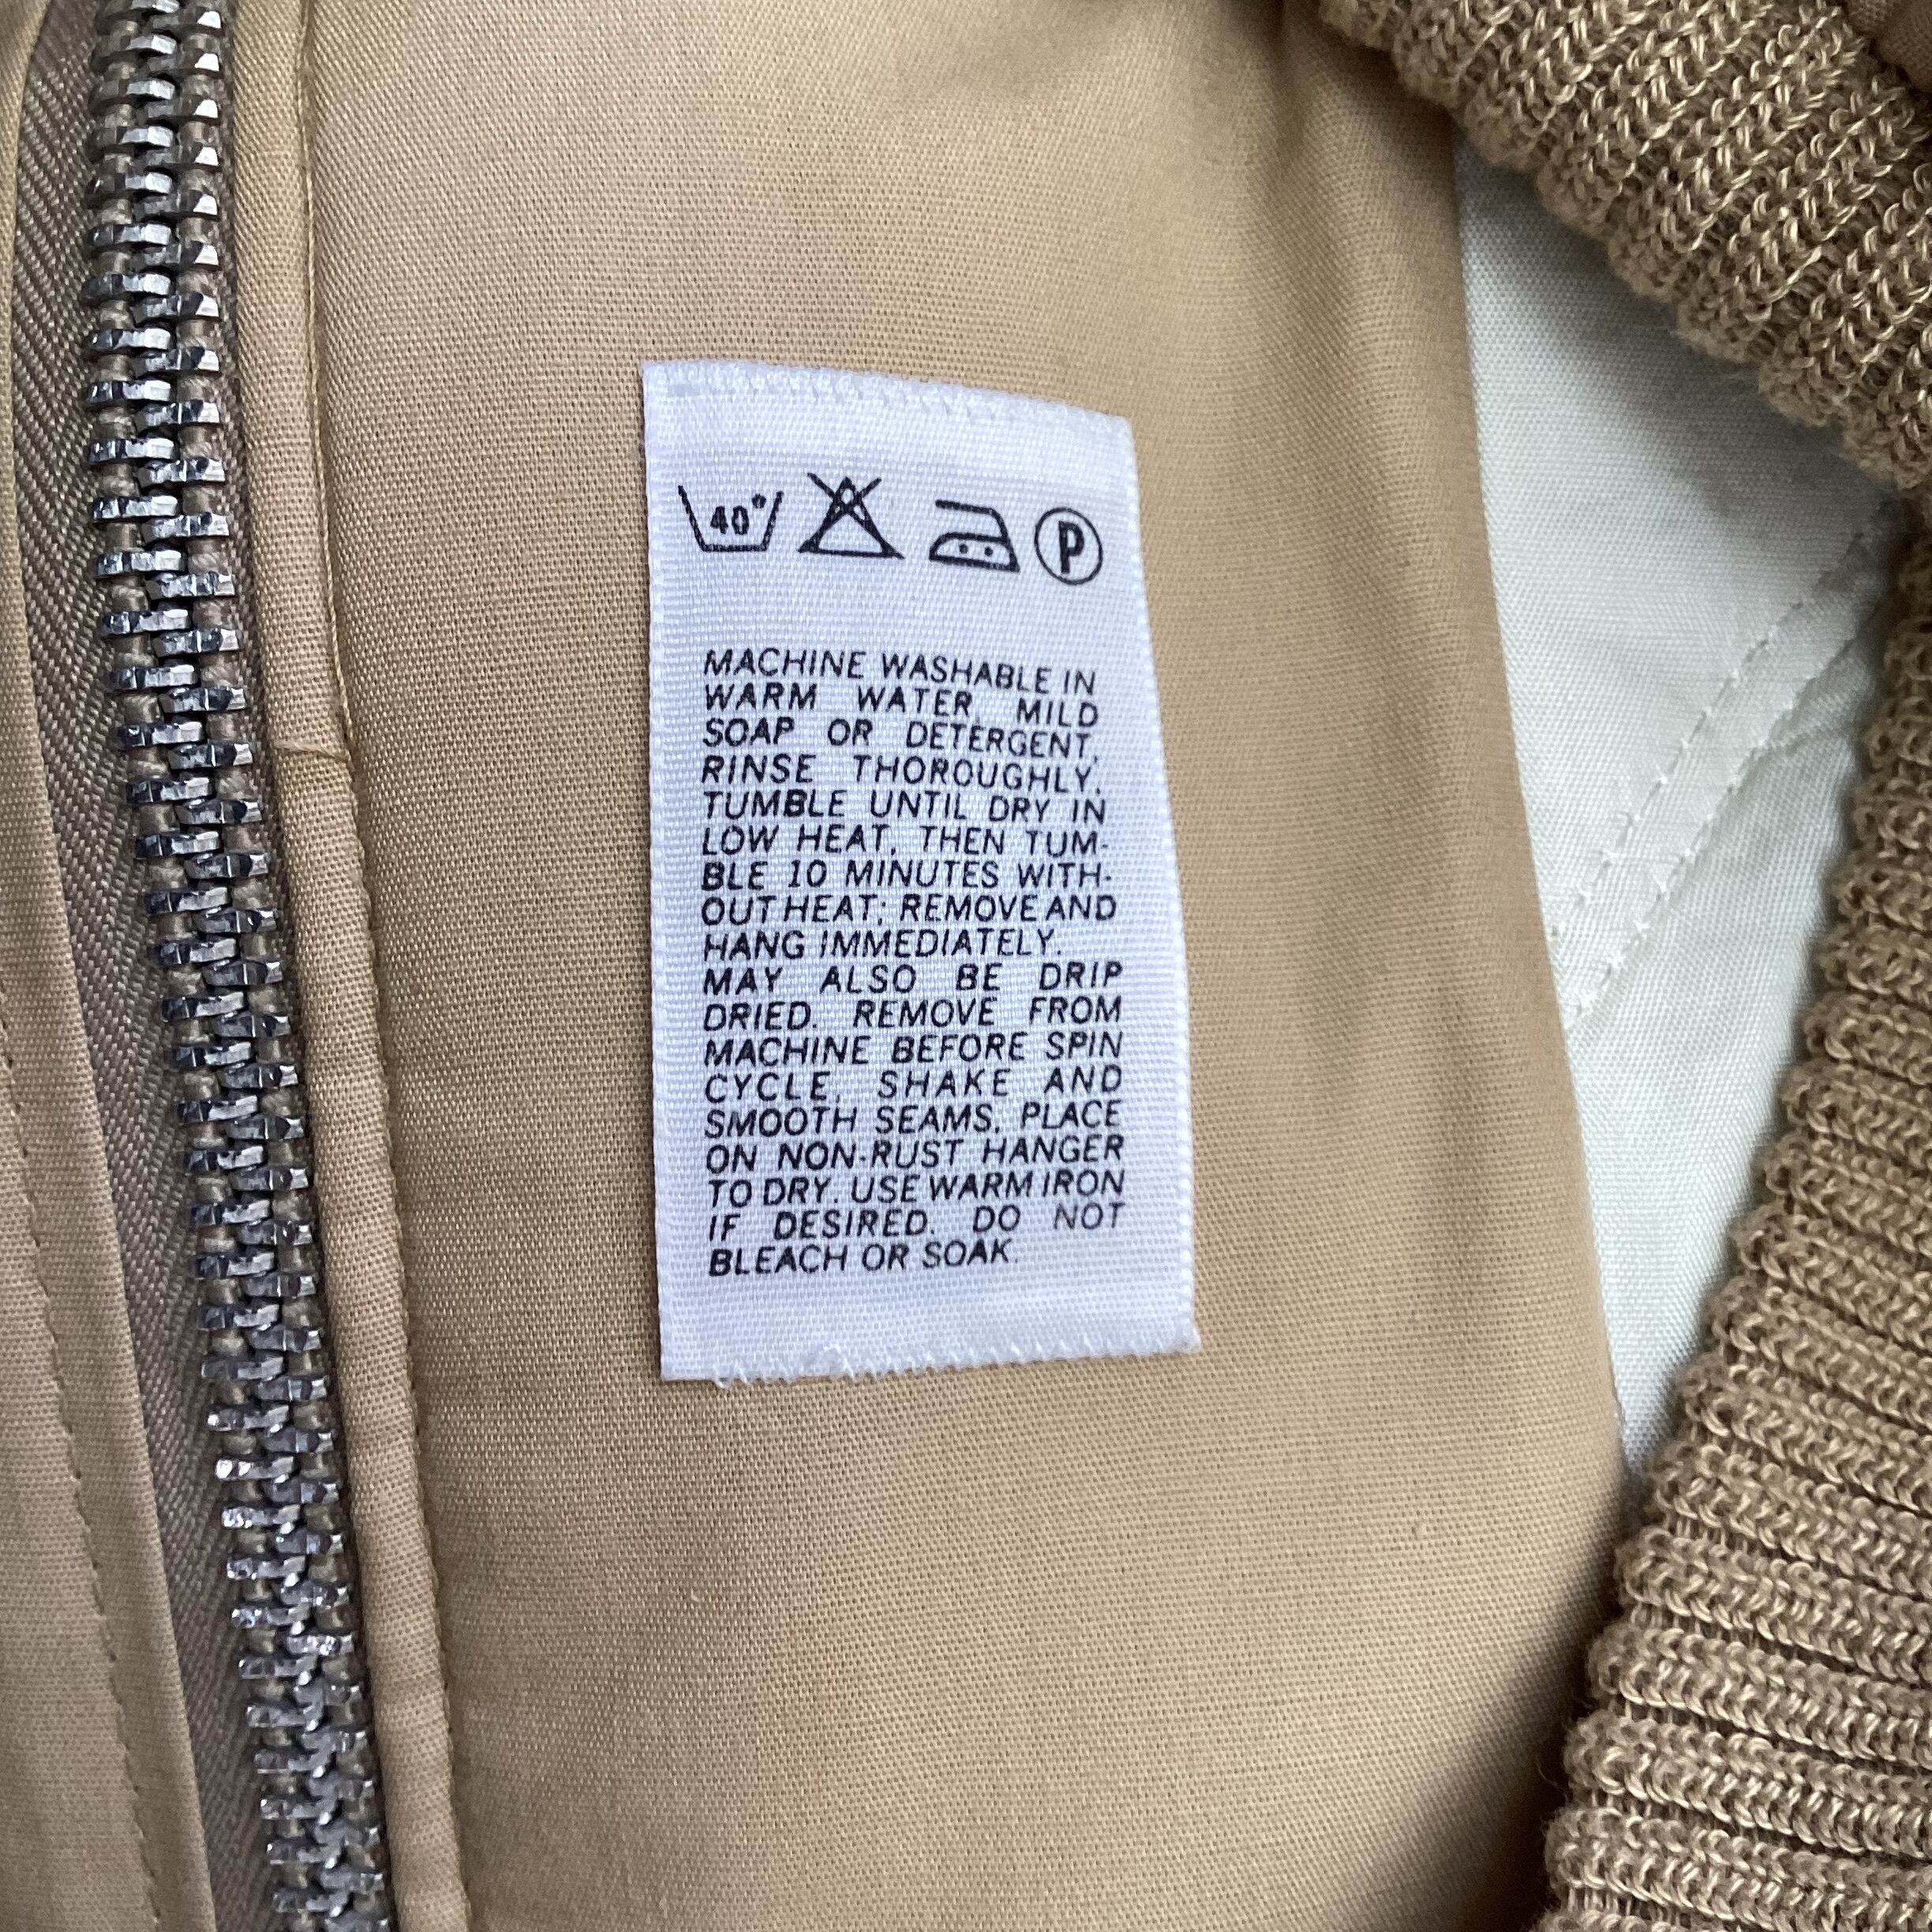 40°
P
MACHINE WASHABLE IN
WARM WATER, MILD
SOAP OR DETERGENT,
RINSE THOROUGHLY.
TUMBLE UNTIL DRY IN
LOW HEAT, THEN TUM-
BLE 10 MINUTES WITH-
OUT HEAT; REMOVE AND
HANG IMMEDIATELY.
MAY ALSO BE DRIP
DRIED. REMOVE FROM
MACHINE BEFORE SPIN
CYCLE, SHAKE AND
SMOOTH SEAMS. PLACE
ON NON-RUST HANGER
TO DRY. USE WARM IRON
IF DESIRED. DO NOT
BLEACH OR SOAK.